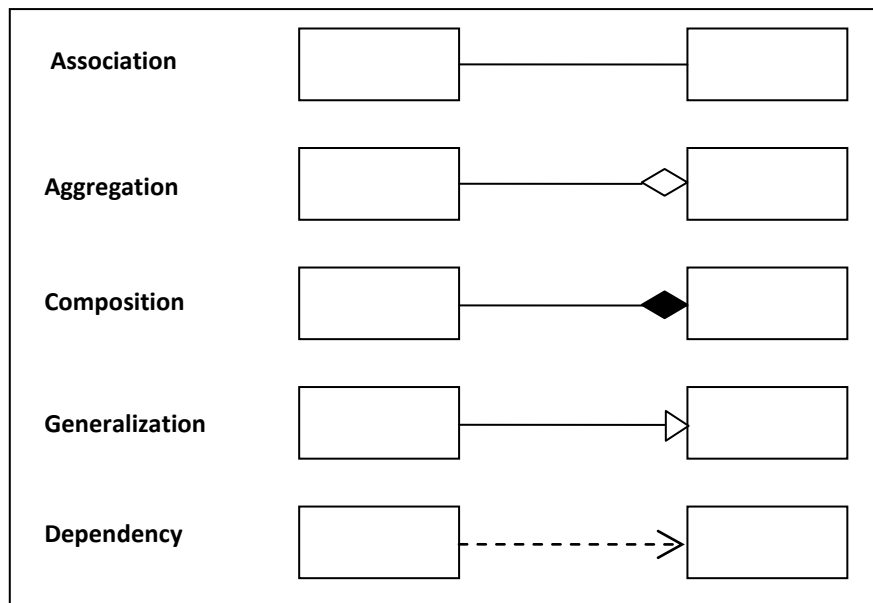 Association
Aggregation
Composition
Generalization
Dependency